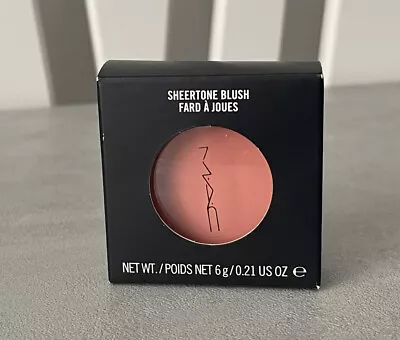 SHEERTONE BLUSH
FARD À JOUES
MAC
NET WT. / POIDS NET 6 g / 0.21 US OZ ℮